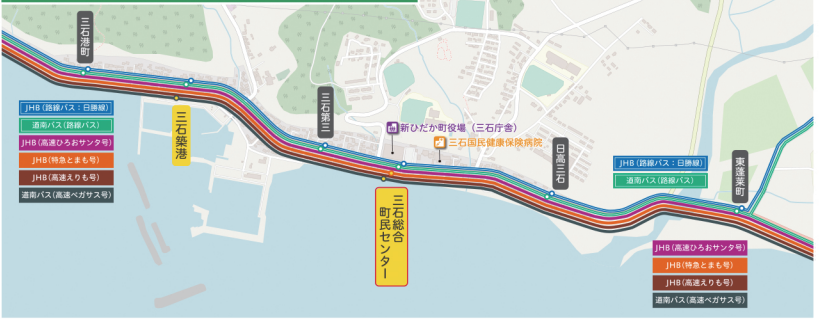 三石港町
JHB(路線バス:日勝線)
道南バス(路線バス)
JHB(高速ひろおサンタ号)
JHB(特急とまも号)
JHB(高速えりも号)
道南バス(高速ペガサス号)
三石築港
三石第三
新ひだか町役場(三石庁舎)
三石国民健康保険病院
三石総合
町民センター
日高三石
JHB(路線バス:日勝線)
道南バス(路線バス)
東蓬莱町
JHB(高速ひろおサンタ号)
JHB(特急とまも号)
JHB(高速えりも号)
道南バス(高速ペガサス号)